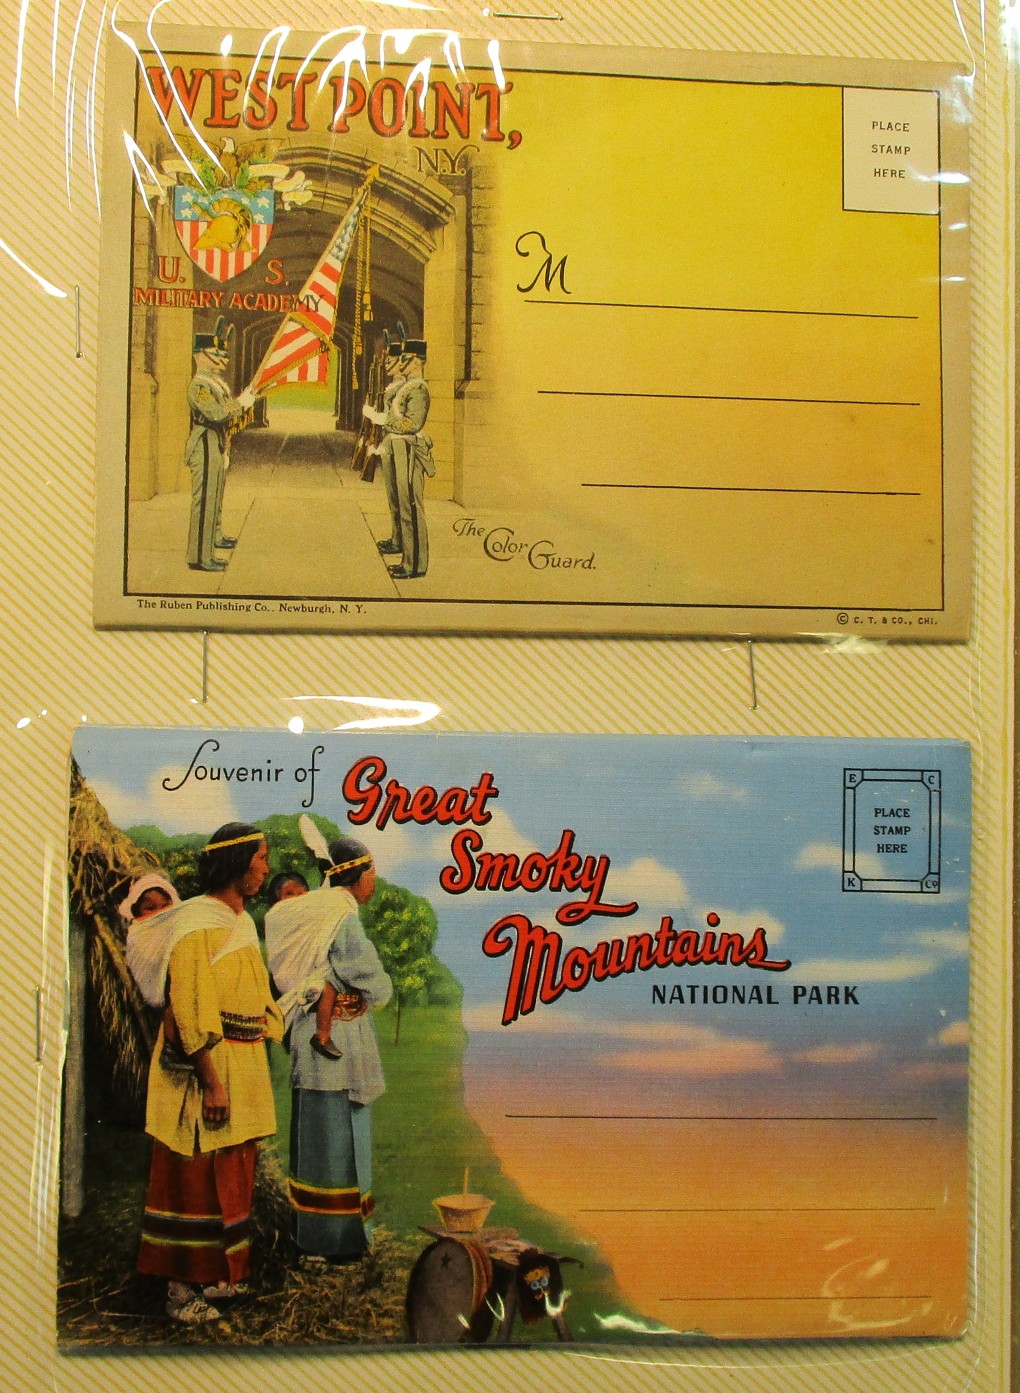 WEST POINT,
N.Y.
U. S.
MILITARY ACADEMY
PLACE
STAMP
HERE
M
The Color Guard.
The Ruben Publishing Co., Newburgh, N. Y.
© C. T. & CO., CHI.
Souvenir of Great
Smoky
Mountains
NATIONAL PARK
E C
PLACE
STAMP
HERE
K Co